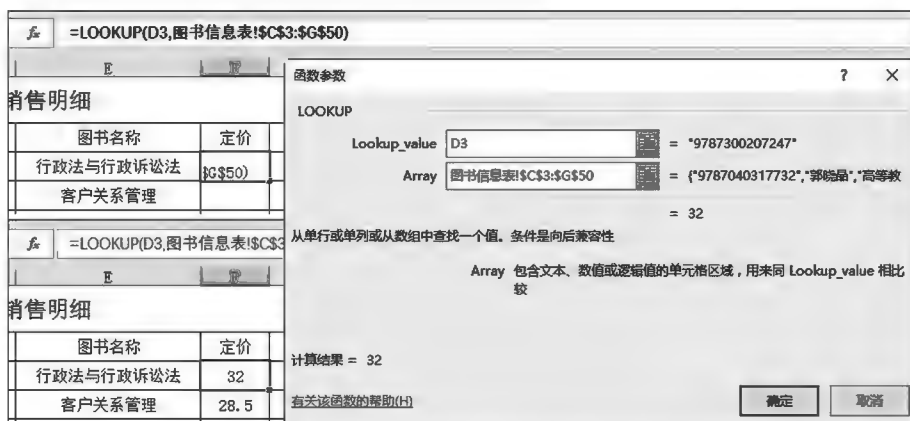 fx =LOOKUP(D3,图书信息表!$C$3:$G$50)
E F
肖售明细
图书名称 定价
行政法与行政诉讼法 $G$50)
客户关系管理
fx =LOOKUP(D3,图书信息表!$C$3
E F
肖售明细
图书名称 定价
行政法与行政诉讼法 32
客户关系管理 28.5
函数参数 ? ×
LOOKUP
Lookup_value D3 = "9787300207247"
Array 图书信息表!$C$3:$G$50 = {"9787040317732","郭晓晶","高等教
= 32
从单行或单列或从数组中查找一个值。条件是向后兼容性
Array 包含文本、数值或逻辑值的单元格区域，用来同 Lookup_value 相比
较
计算结果 = 32
有关该函数的帮助(H) 确定 取消